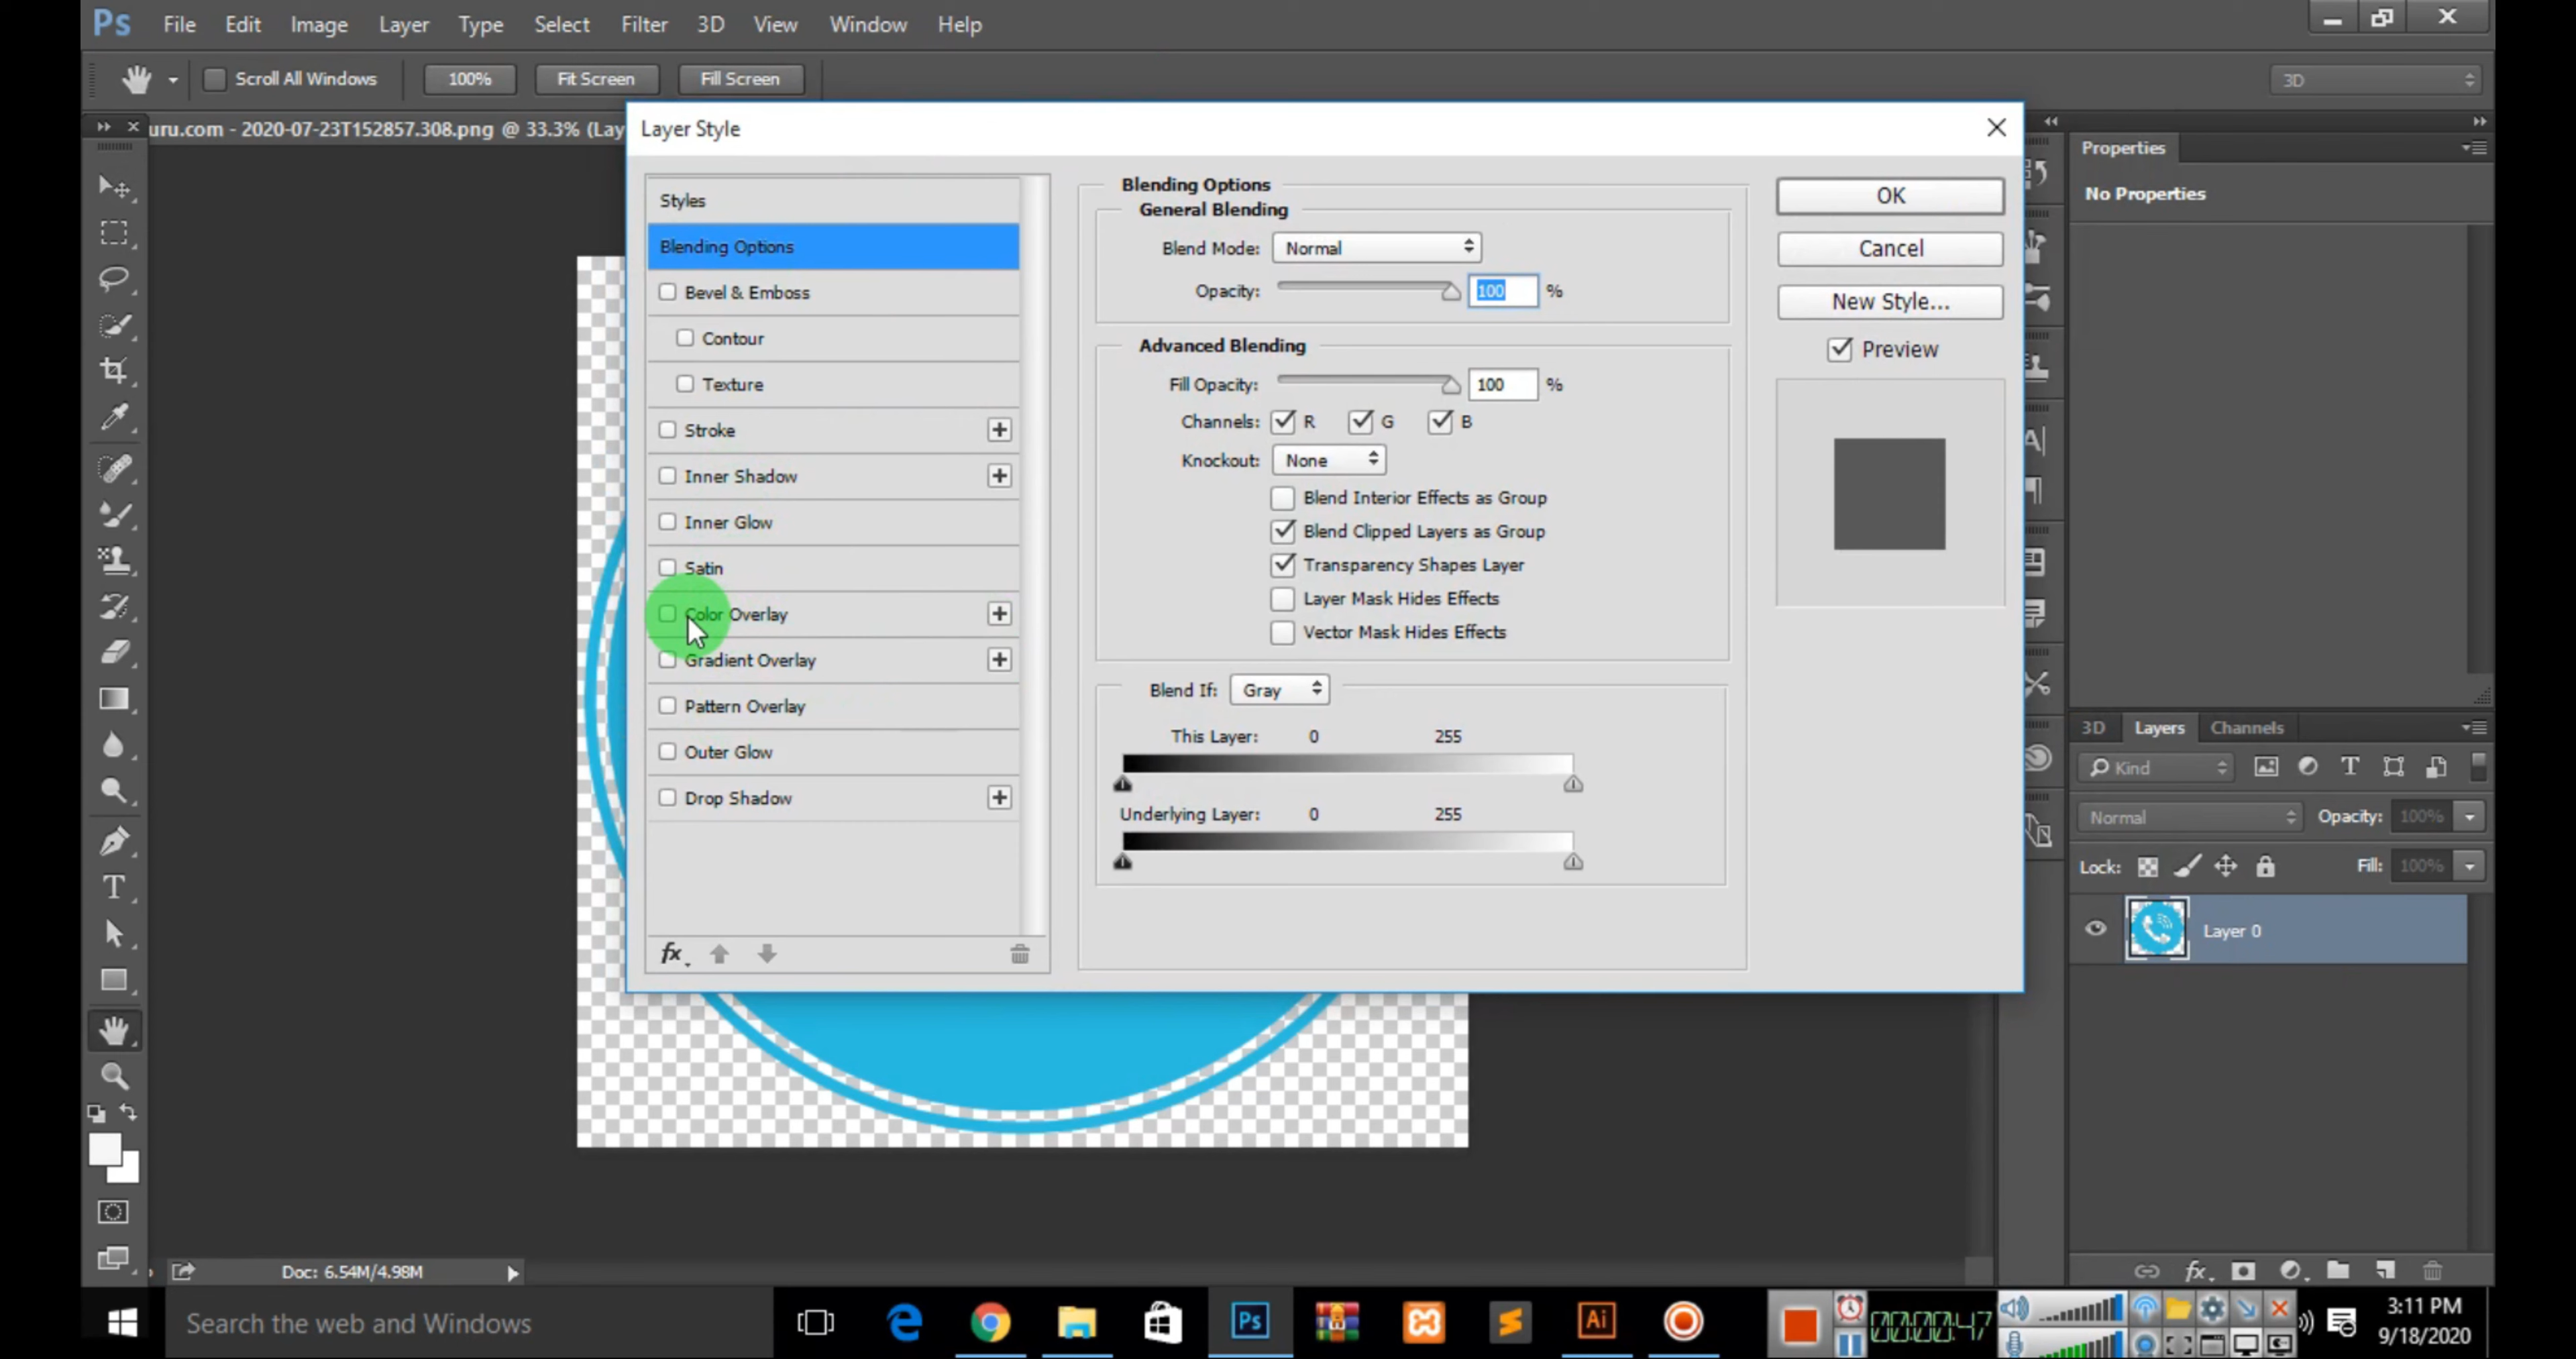 Ps File Edit Image Layer Type Select Filter 3D View Window Help
Scroll All Windows 100% Fit Screen Fill Screen 3D
uru.com - 2020-07-23T152857.308.png @ 33.3% (Lay
Layer Style
Styles
Blending Options
Bevel & Emboss
Contour
Texture
Stroke
Inner Shadow
Inner Glow
Satin
Color Overlay
Gradient Overlay
Pattern Overlay
Outer Glow
Drop Shadow
fx
Blending Options
General Blending
Blend Mode: Normal
Opacity: 100 %
Advanced Blending
Fill Opacity: 100 %
Channels: R G B
Knockout: None
Blend Interior Effects as Group
Blend Clipped Layers as Group
Transparency Shapes Layer
Layer Mask Hides Effects
Vector Mask Hides Effects
Blend If: Gray
This Layer: 0 255
Underlying Layer: 0 255
OK
Cancel
New Style...
Preview
Properties
No Properties
3D Layers Channels
Kind
Normal Opacity: 100%
Lock: Fill: 100%
Layer 0
fx
Doc: 6.54M/4.98M
Search the web and Windows
Ps
Ai
00:00:47
3:11 PM
9/18/2020